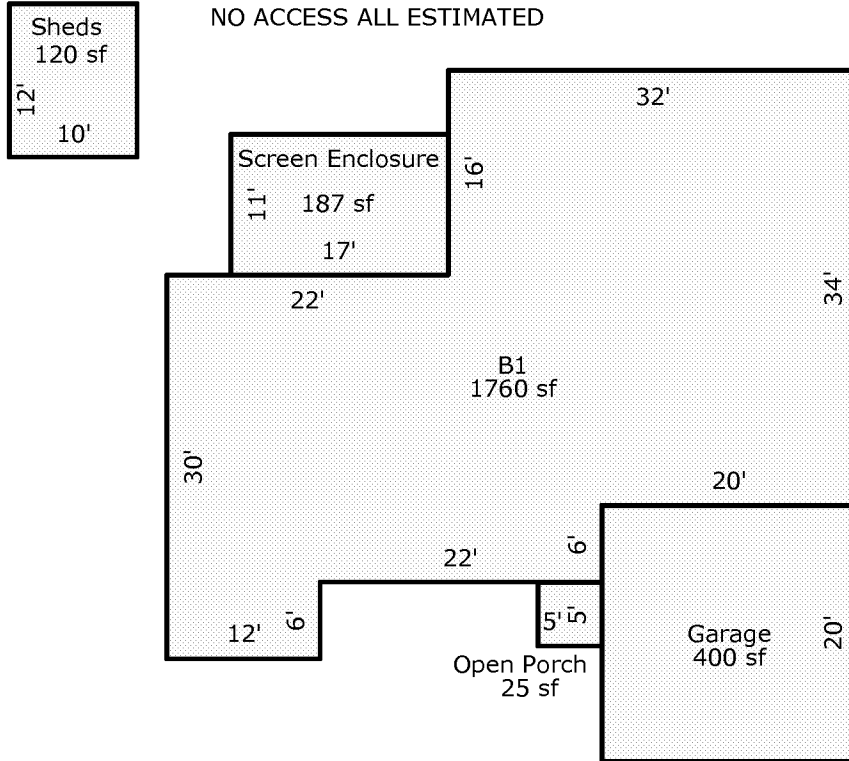 NO ACCESS ALL ESTIMATED
Sheds
120 sf
12'
10'
32'
Screen Enclosure
187 sf
11'
17'
16'
22'
34'
B1
1760 sf
30'
20'
22'
6'
12'
6'
5'
5'
Open Porch
25 sf
Garage
400 sf
20'